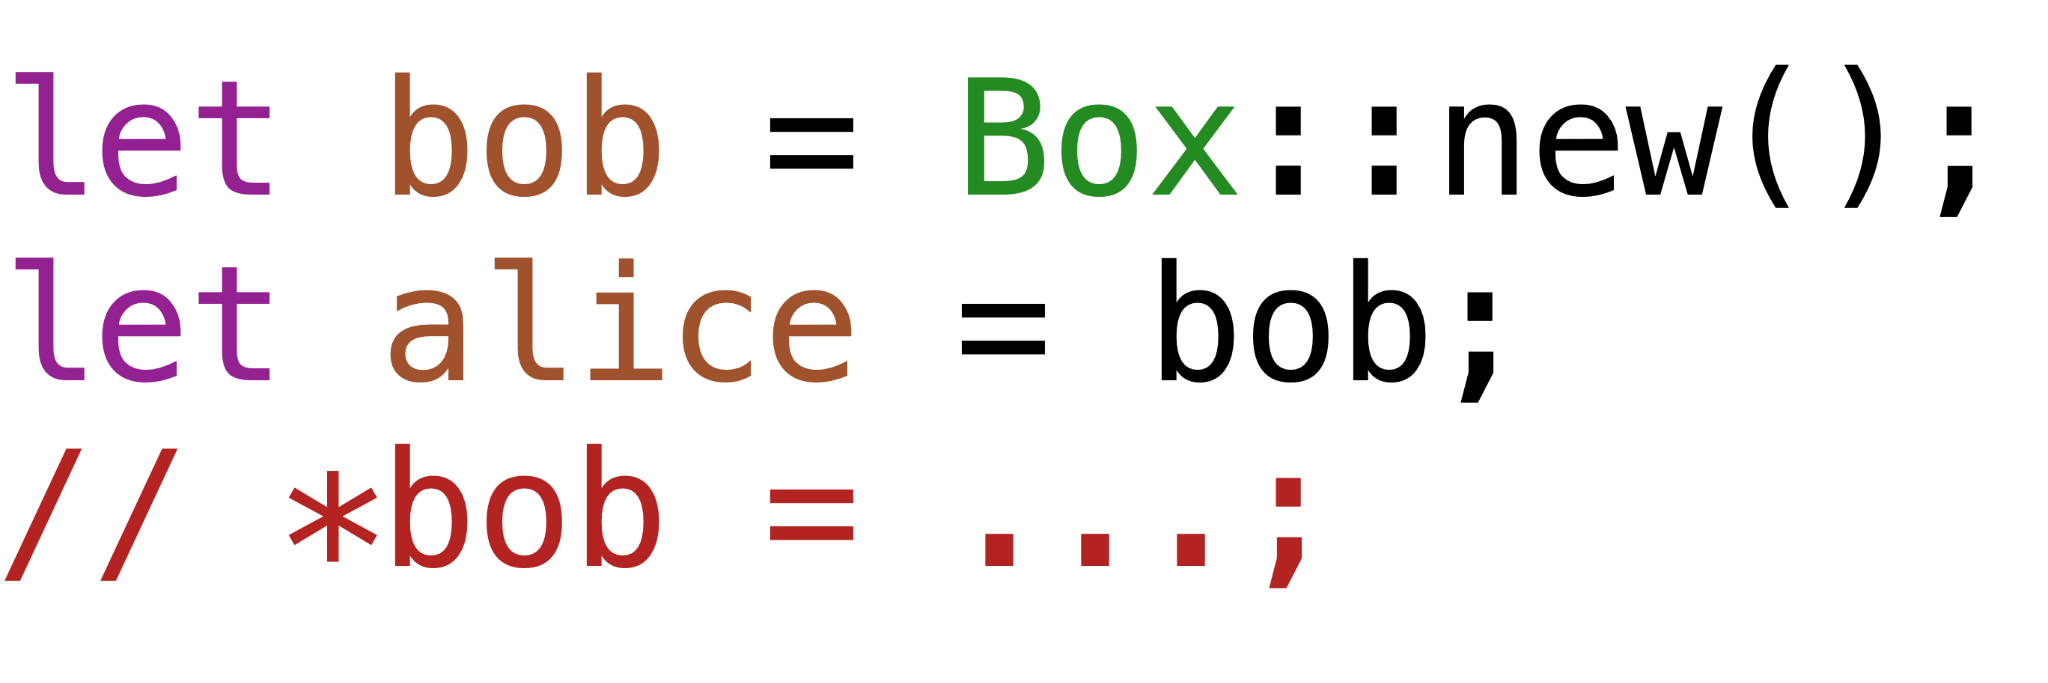 let bob = Box::new();
let alice = bob;
// *bob = ...;